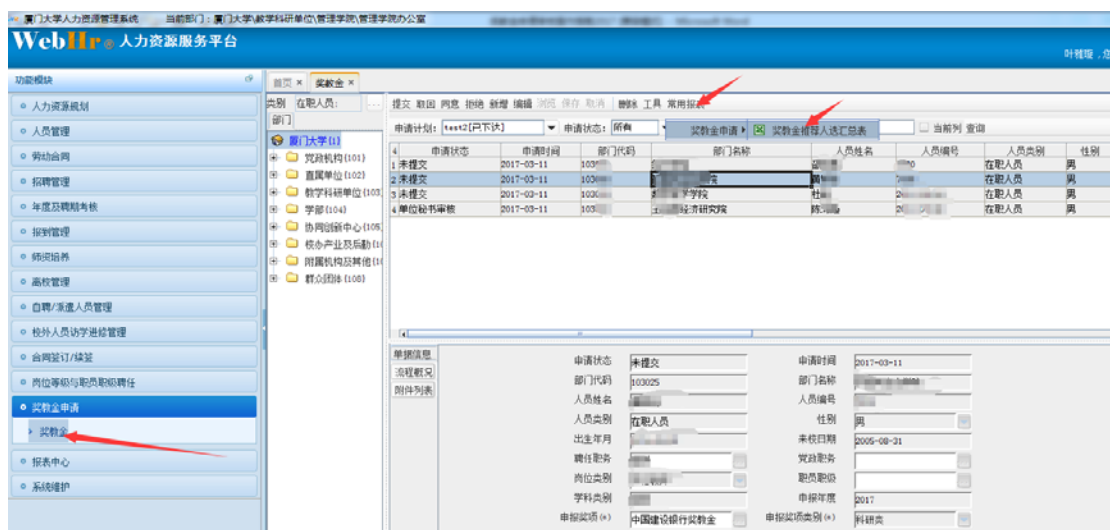 厦门大学人力资源管理系统 当前部门：厦门大学\教学科研单位\管理学院\管理学院办公室
WebHr® 人力资源服务平台
功能模块
人力资源规划
人员管理
劳动合同
招聘管理
年度及聘期考核
报到管理
师资培养
高校管理
自聘/派遣人员管理
校外人员访学进修管理
合同签订/续签
岗位等级与职员职级聘任
奖教金申请
奖教金
报表中心
系统维护
首页 × 奖教金 ×
类别 在职人员: ...
部门
厦门大学{1}
党政机构{101}
直属单位{102}
教学科研单位{103
学部{104}
协同创新中心{105
校办产业及后勤{10
附属机构及其他{10
群众团体{108}
提交 取回 同意 拒绝 新增 编辑 浏览 保存 取消 删除 工具 常用报表
申请计划: test2[已下达] 申请状态: 所有 当前列 查询
奖教金申请 奖教金推荐人选汇总表
4 申请状态 申请时间 部门代码 部门名称 人员姓名 人员编号 人员类别 性别
1 未提交 2017-03-11 103 在职人员 男
2 未提交 2017-03-11 103 院 在职人员 男
3 未提交 2017-03-11 103 学院 在职人员 男
4 单位秘书审核 2017-03-11 103 经济研究院 在职人员 男
单据信息
流程概况
附件列表
申请状态 未提交 申请时间 2017-03-11
部门代码 103025 部门名称
人员姓名 人员编号
人员类别 在职人员 性别 男
出生年月 来校日期 2005-08-31
聘任职务 党政职务
岗位类别 职员职级
学科类别 申报年度 2017
申报奖项(*) 中国建设银行奖教金 申报奖项类别(*) 科研类